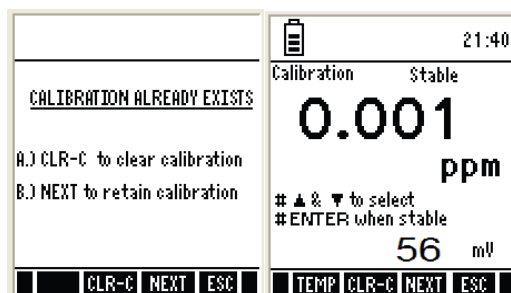 CALIBRATION ALREADY EXISTS
A.) CLR-C to clear calibration
B.) NEXT to retain calibration
CLR-C NEXT ESC
21:40
Calibration Stable
0.001
ppm
# ▲ & ▼ to select
#ENTER when stable
56 mV
TEMP CLR-C NEXT ESC